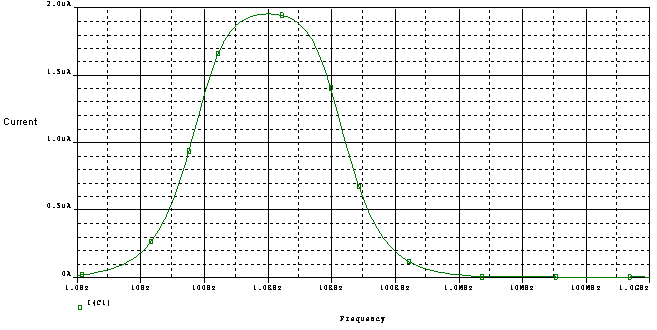 2.0uA
1.5uA
Current
1.0uA
0.5uA
0A
1.0Hz 10Hz 100Hz 1.0KHz 10KHz 100KHz 1.0MHz 10MHz 100MHz 1.0GHz
I(C1)
Frequency